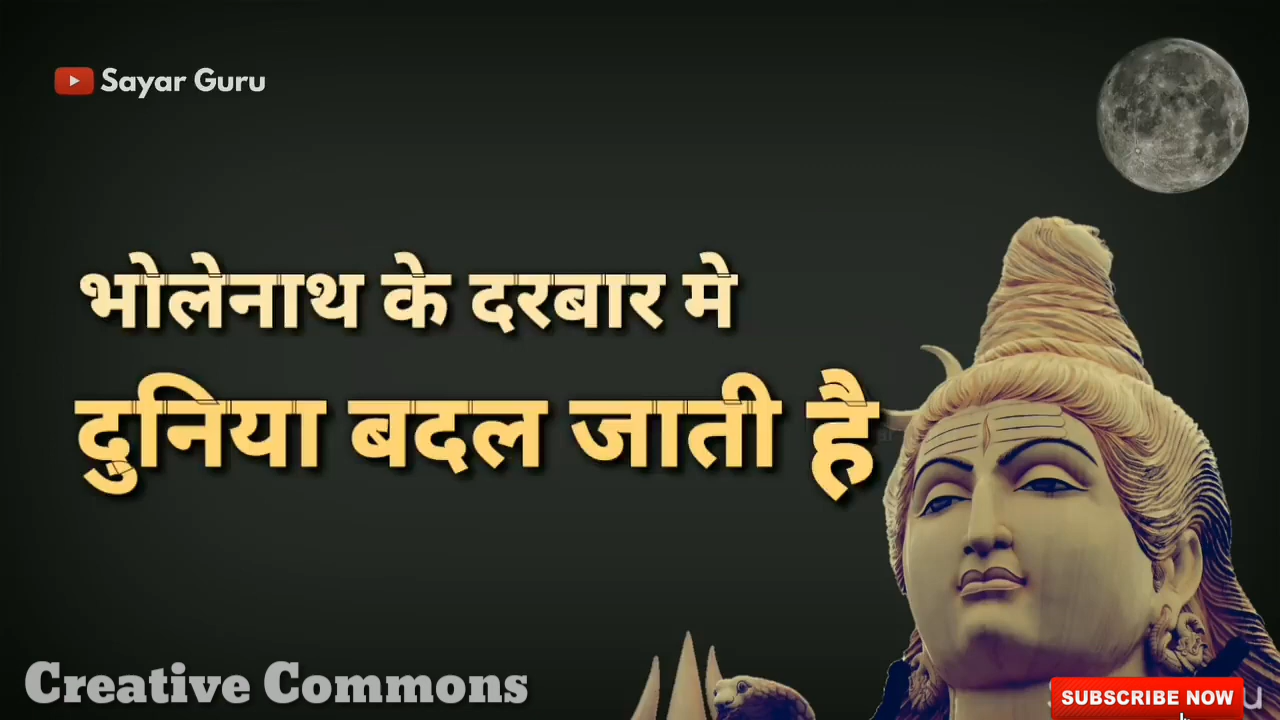 Sayar Guru
भोलेनाथ के दरबार मे
दुनिया बदल जाती है
Creative Commons
SUBSCRIBE NOW